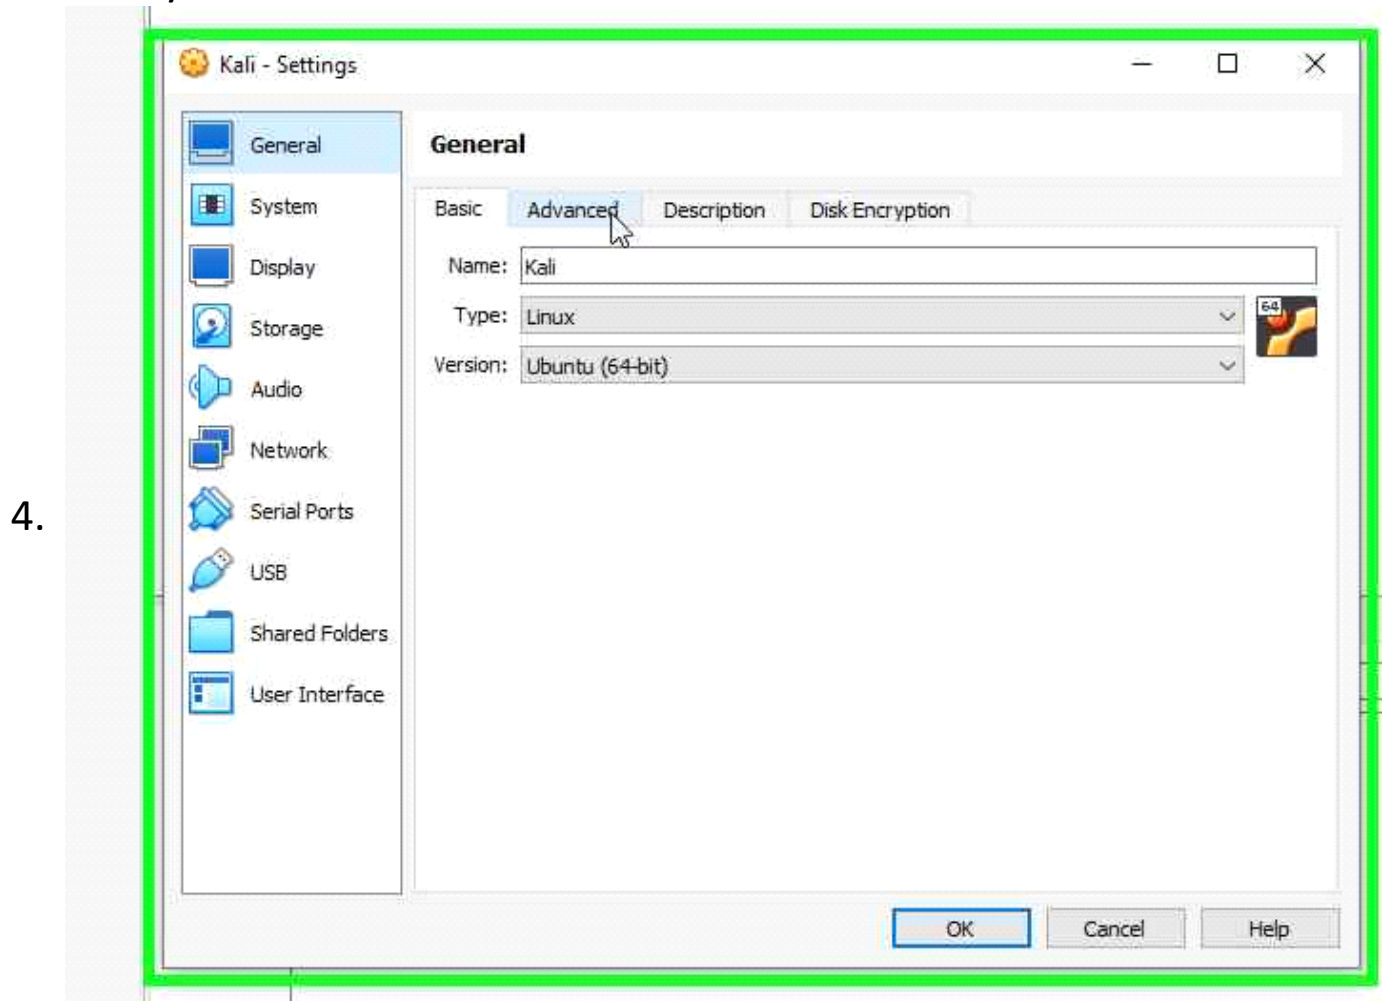 Kali - Settings
General
System
Display
Storage
Audio
Network
Serial Ports
USB
Shared Folders
User Interface
General
Basic Advanced Description Disk Encryption
Name: Kali
Type: Linux
64
Version: Ubuntu (64-bit)
4.
OK Cancel Help